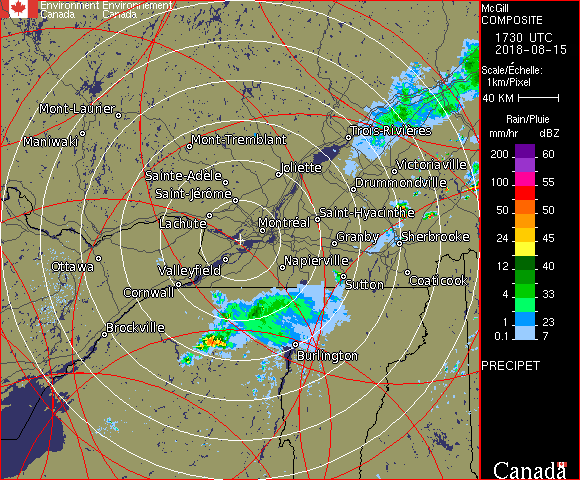 Environment Environnement
Canada Canada
McGill
COMPOSITE
1730 UTC
2018-08-15
Scale/Échelle:
1km/Pixel
40 KM
Rain/Pluie
mm/hr dBZ
200 60
100 55
50 50
24 45
12 40
4 33
1 23
0.1 7
PRECIPET
Canada
Mont-Laurier
Maniwaki
Mont-Tremblant
Trois-Rivières
Joliette
Victoriaville
Sainte-Adèle
Drummondville
Saint-Jérôme
Saint-Hyacinthe
Lachute
Montréal
Granby
Sherbrooke
Ottawa
Valleyfield
Napierville
Cornwall
Sutton
Coaticook
Brockville
Burlington